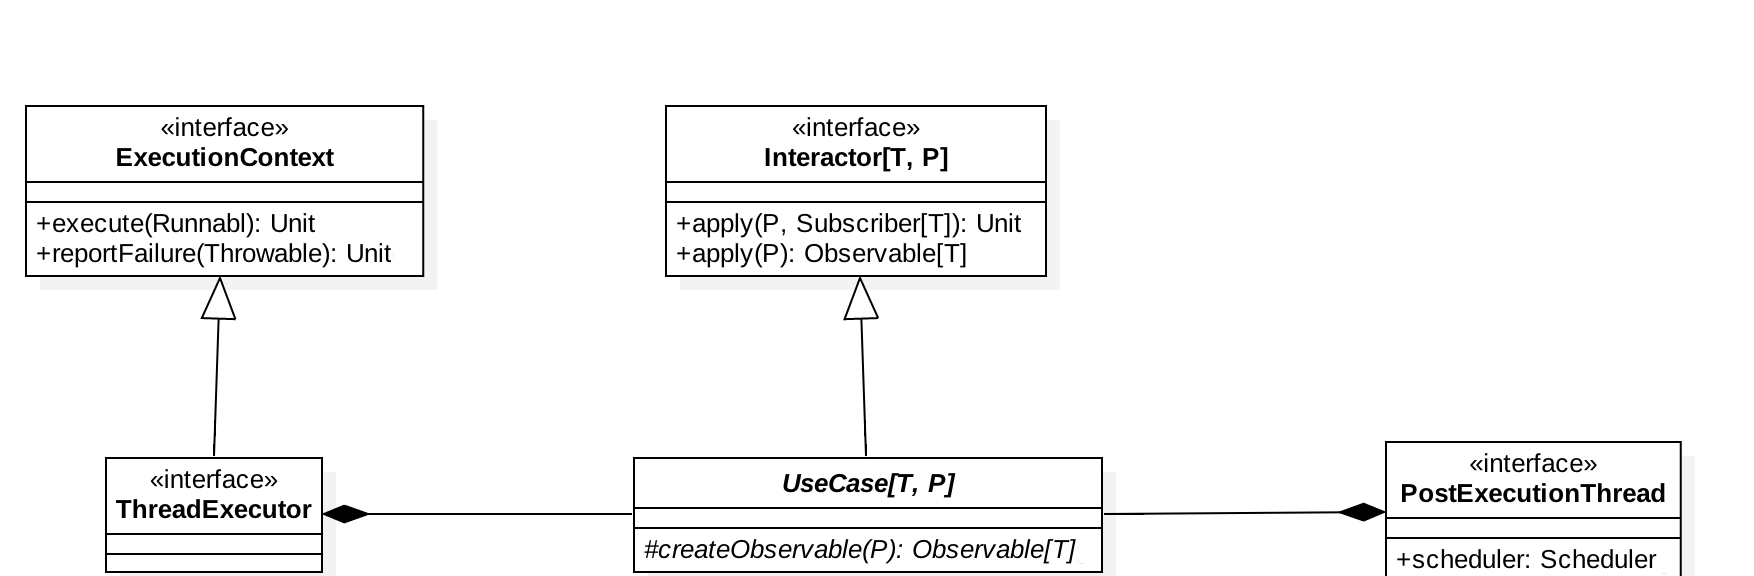 «interface»
ExecutionContext
+execute(Runnabl): Unit
+reportFailure(Throwable): Unit
«interface»
Interactor[T, P]
+apply(P, Subscriber[T]): Unit
+apply(P): Observable[T]
«interface»
ThreadExecutor
UseCase[T, P]
#createObservable(P): Observable[T]
«interface»
PostExecutionThread
+scheduler: Scheduler